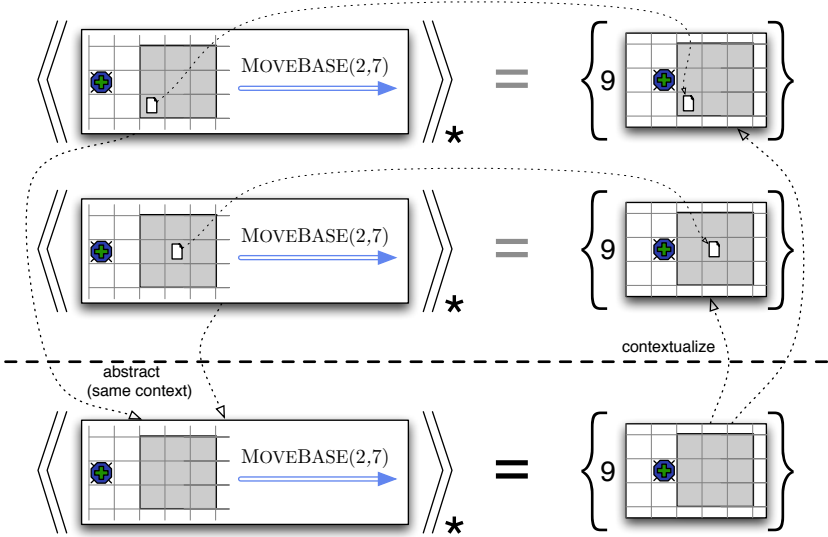 MOVEBASE(2,7)
* = { 9 }
MOVEBASE(2,7)
* = { 9 }
contextualize
abstract
(same context)
MOVEBASE(2,7)
* = { 9 }